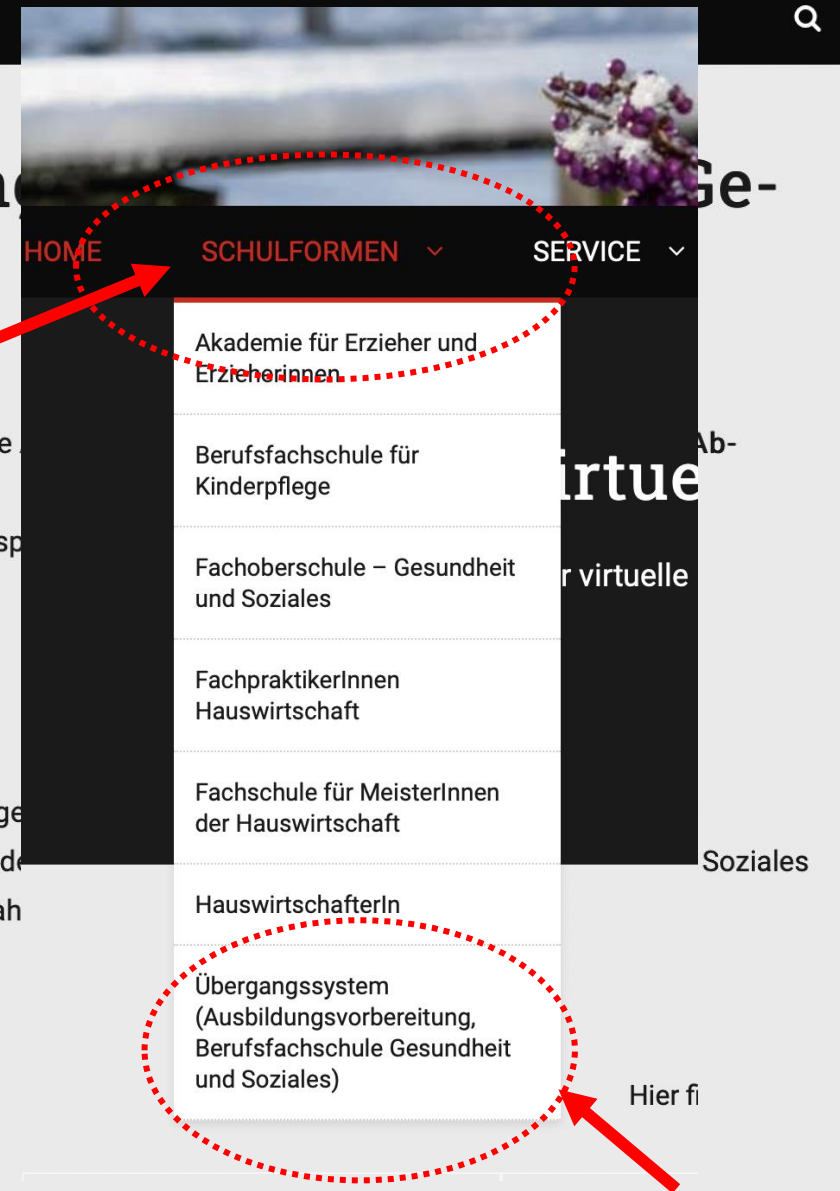 Ge-
HOME SCHULFORMEN SERVICE
Akademie für Erzieher und
Erzieherinnen
Berufsfachschule für
Kinderpflege
Ab-
irtue
Fachoberschule – Gesundheit
und Soziales
r virtuelle
FachpraktikerInnen
Hauswirtschaft
Fachschule für MeisterInnen
der Hauswirtschaft
Soziales
HauswirtschafterIn
Übergangssystem
(Ausbildungsvorbereitung,
Berufsfachschule Gesundheit
und Soziales)
Hier fi